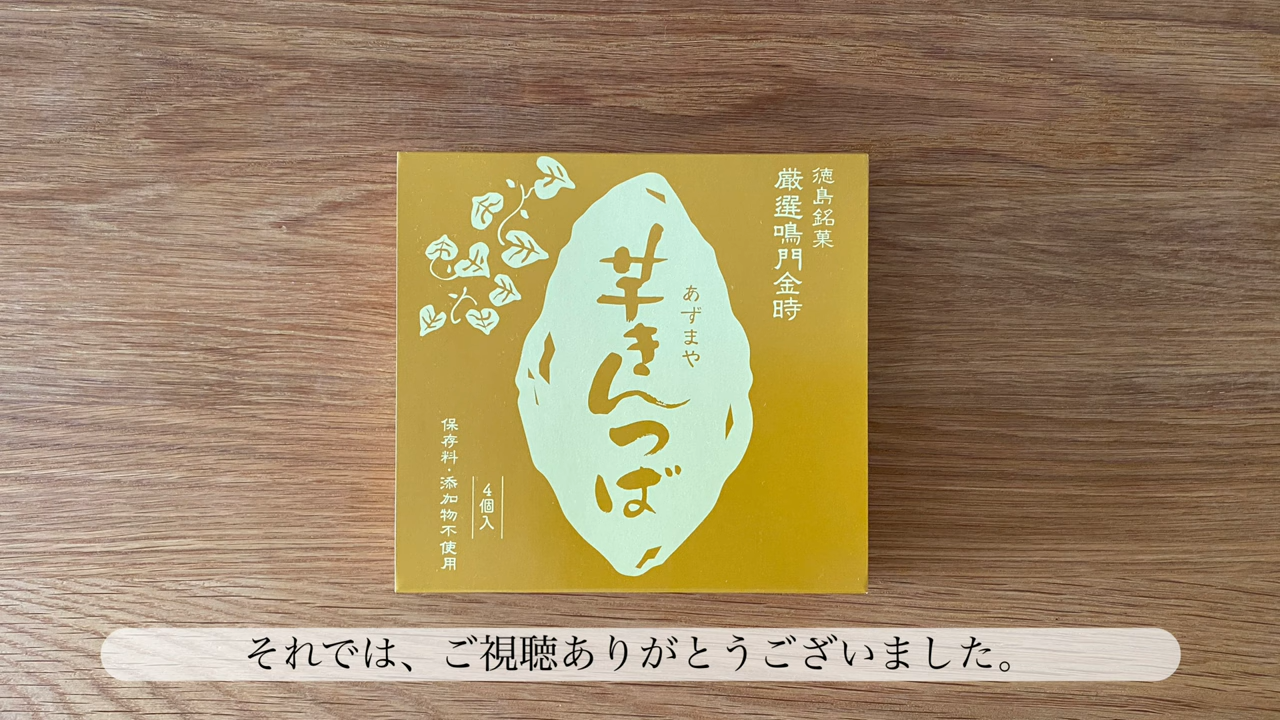 徳島銘菓
厳選鳴門金時
あずまや
芋きんつば
4個入
保存料・添加物不使用
それでは、ご視聴ありがとうございました。